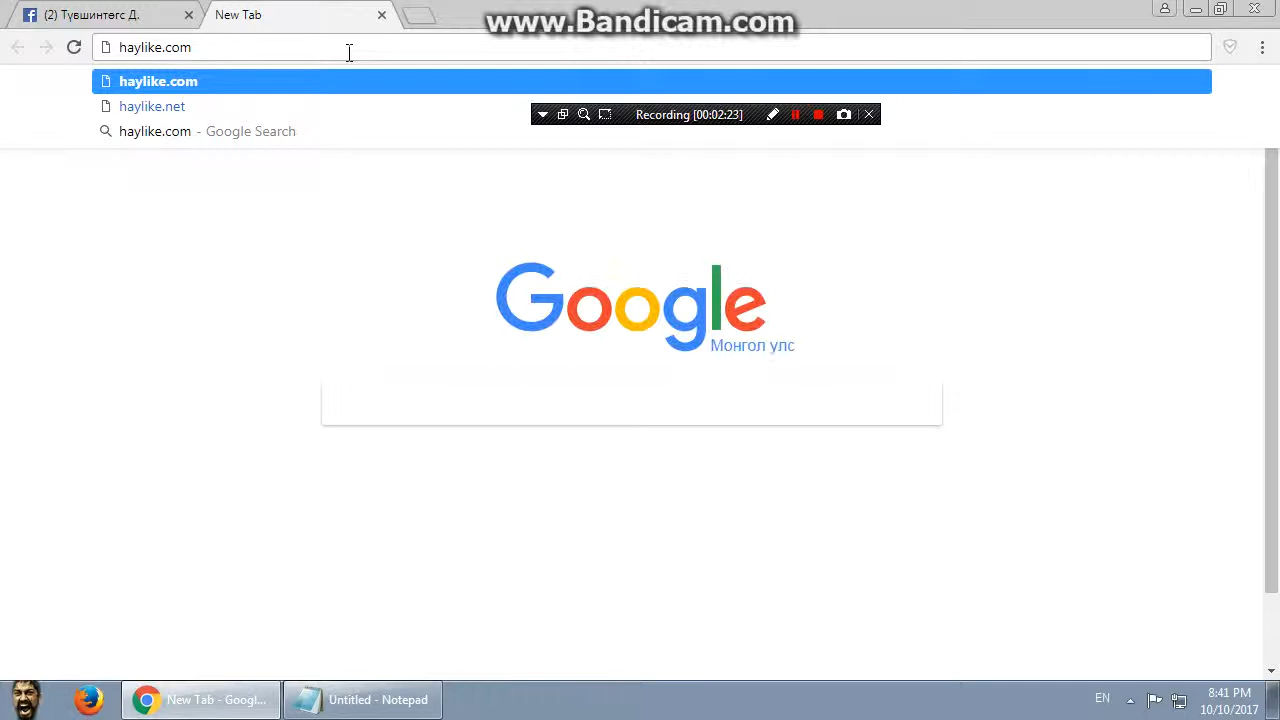 (2) Түвшинтөгс Д.
New Tab
www.Bandicam.com
haylike.com
haylike.com
haylike.net
haylike.com - Google Search
Recording [00:02:23]
Google
Монгол улс
New Tab - Googl...
Untitled - Notepad
EN
8:41 PM
10/10/2017